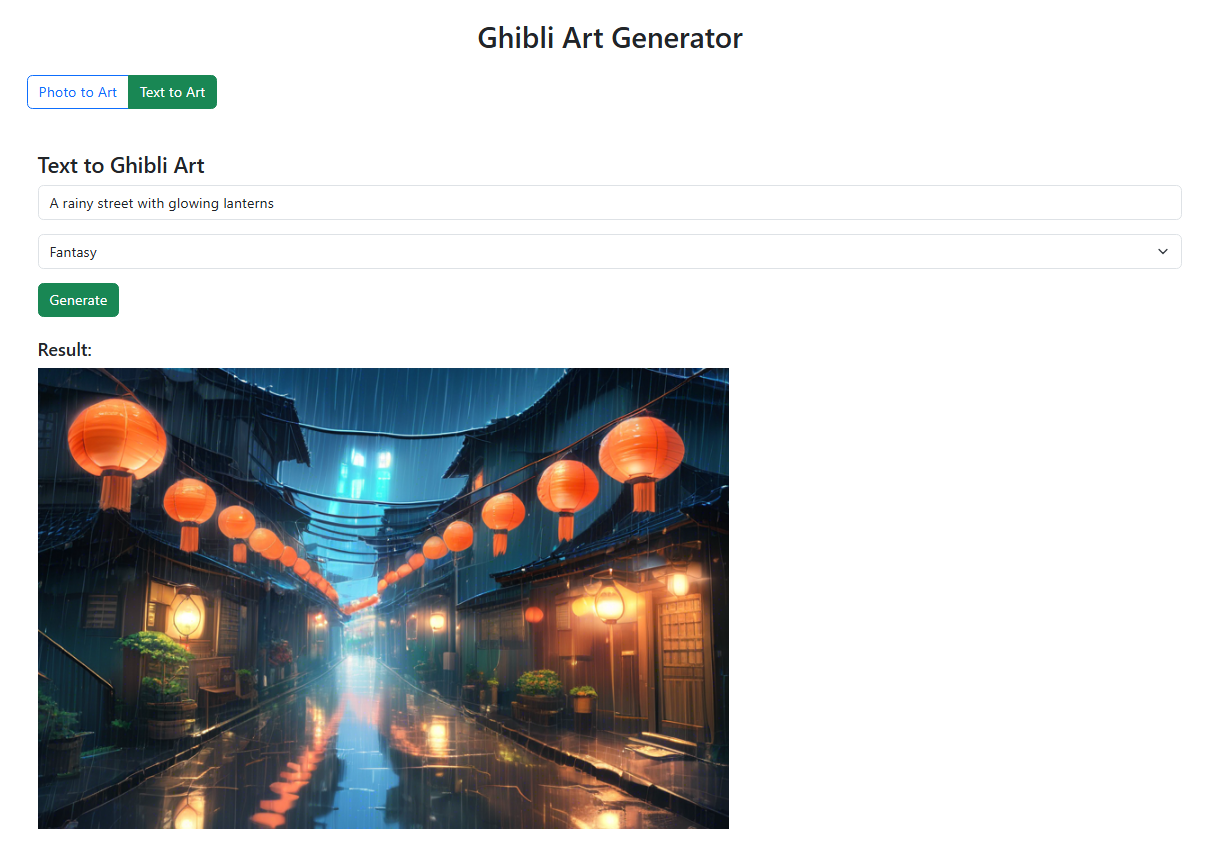 Ghibli Art Generator
Photo to Art
Text to Art
Text to Ghibli Art
A rainy street with glowing lanterns
Fantasy
Generate
Result: